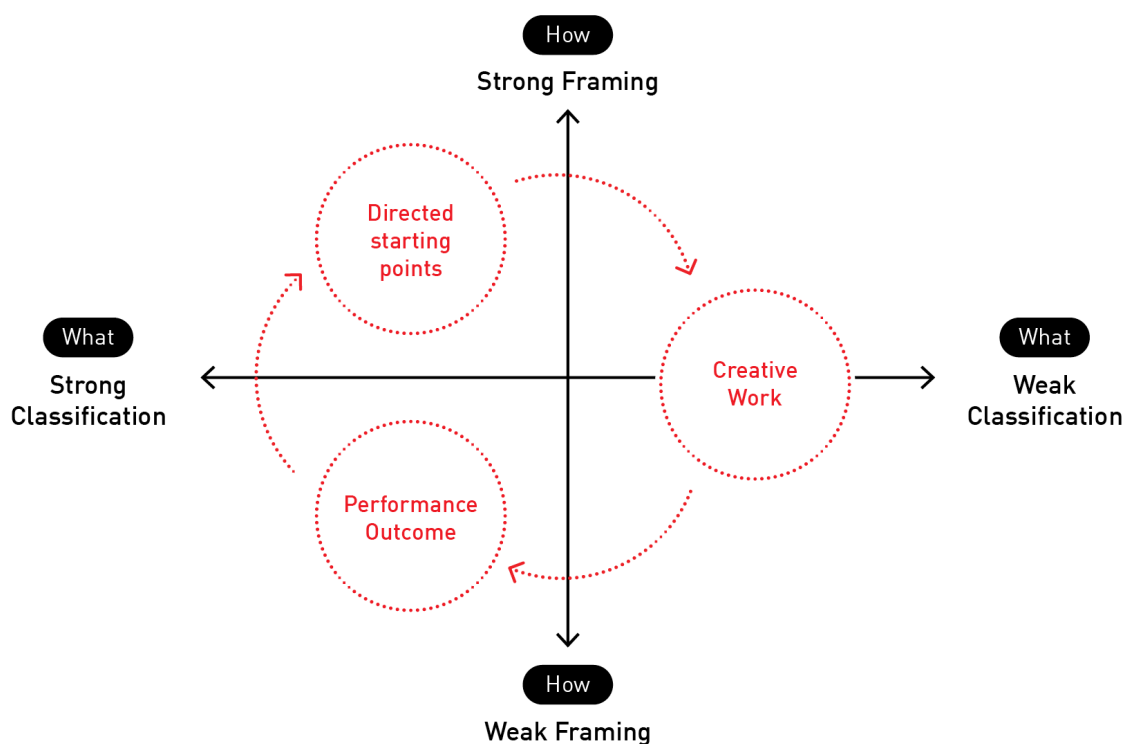 How
Strong Framing
Directed
starting
points
What
Strong
Classification
Creative
Work
What
Weak
Classification
Performance
Outcome
How
Weak Framing